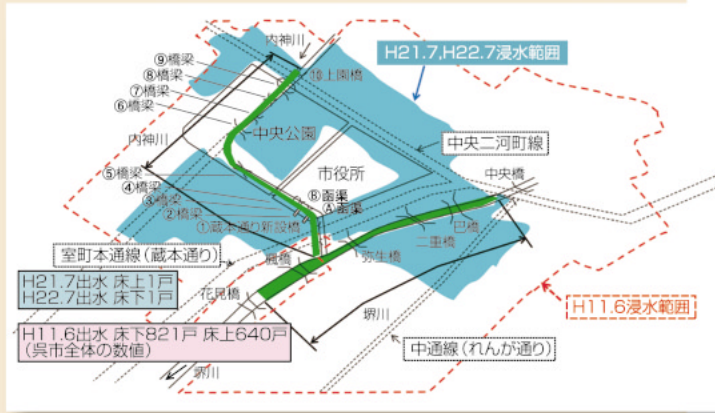 内神川
⑨橋梁
⑧橋梁
⑦橋梁
⑥橋梁
⑩上園橋
H21.7,H22.7浸水範囲
内神川
中央公園
中央二河町線
市役所
中央橋
⑤橋梁
④橋梁
③橋梁
②橋梁
①蔵本通り新設橋
Ⓑ函渠
Ⓐ函渠
巴橋
二重橋
弥生橋
室町本通線(蔵本通り)
H21.7出水 床上1戸
H22.7出水 床下1戸
花見橋
堺川
H11.6浸水範囲
H11.6出水 床下821戸 床上640戸
(呉市全体の数値)
中通線(れんが通り)
堺川